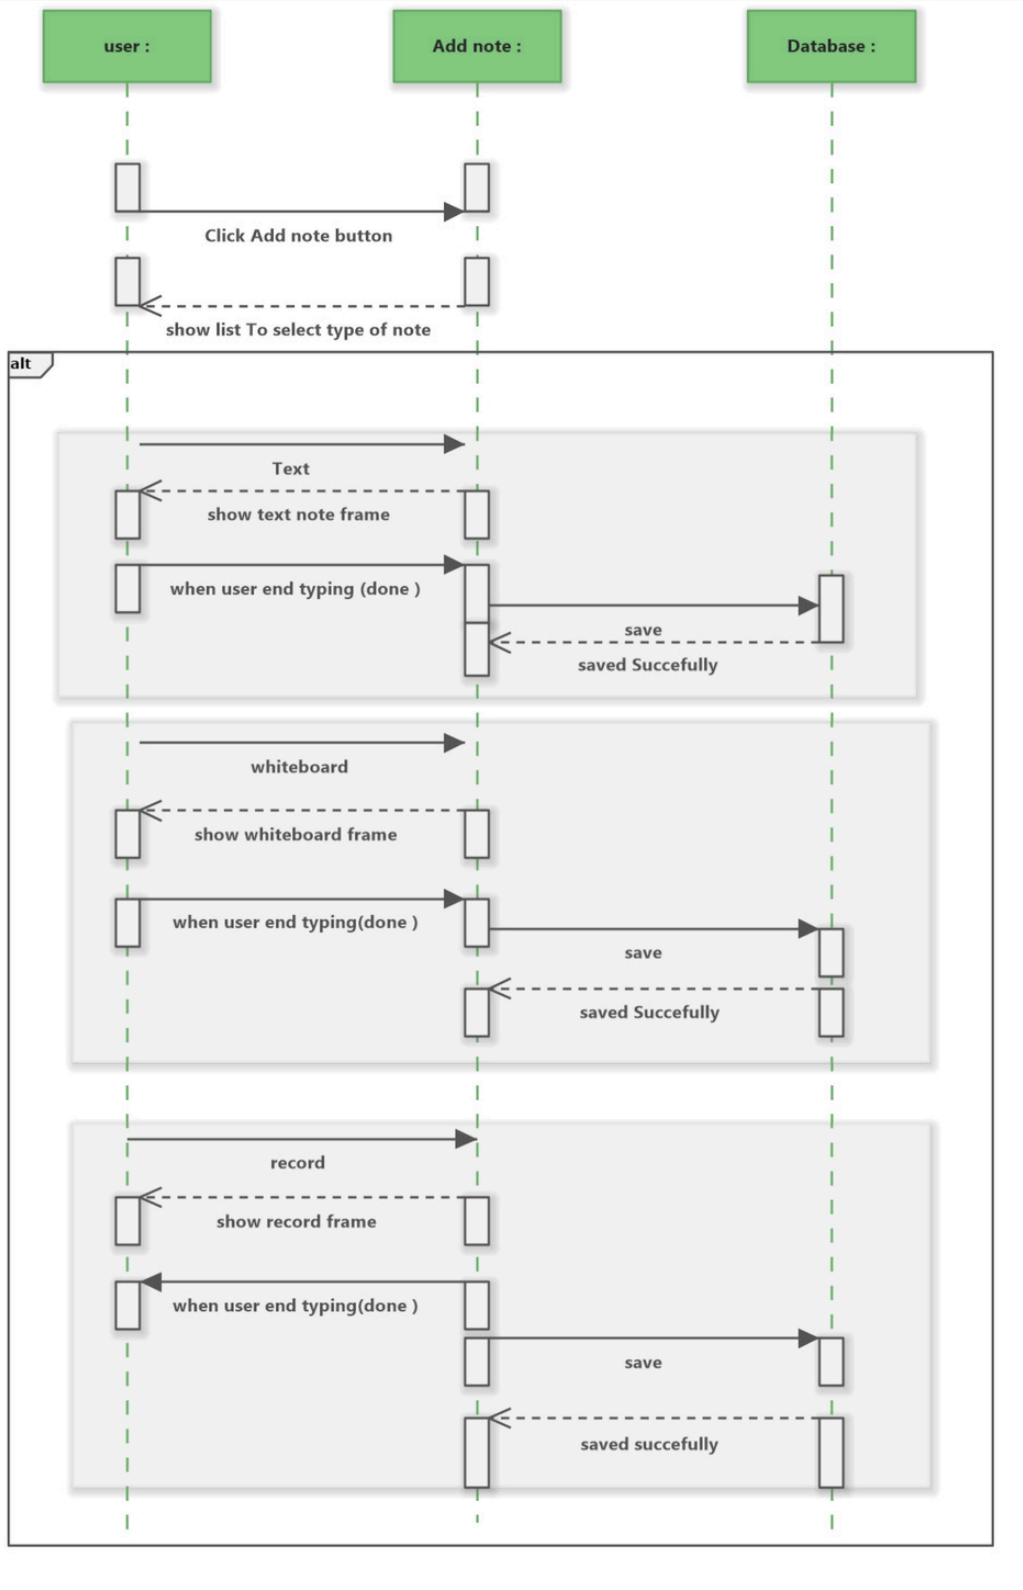 user :
Add note :
Database :
Click Add note button
show list To select type of note
alt
Text
show text note frame
when user end typing (done )
save
saved Succefully
whiteboard
show whiteboard frame
when user end typing(done )
save
saved Succefully
record
show record frame
when user end typing(done )
save
saved succefully